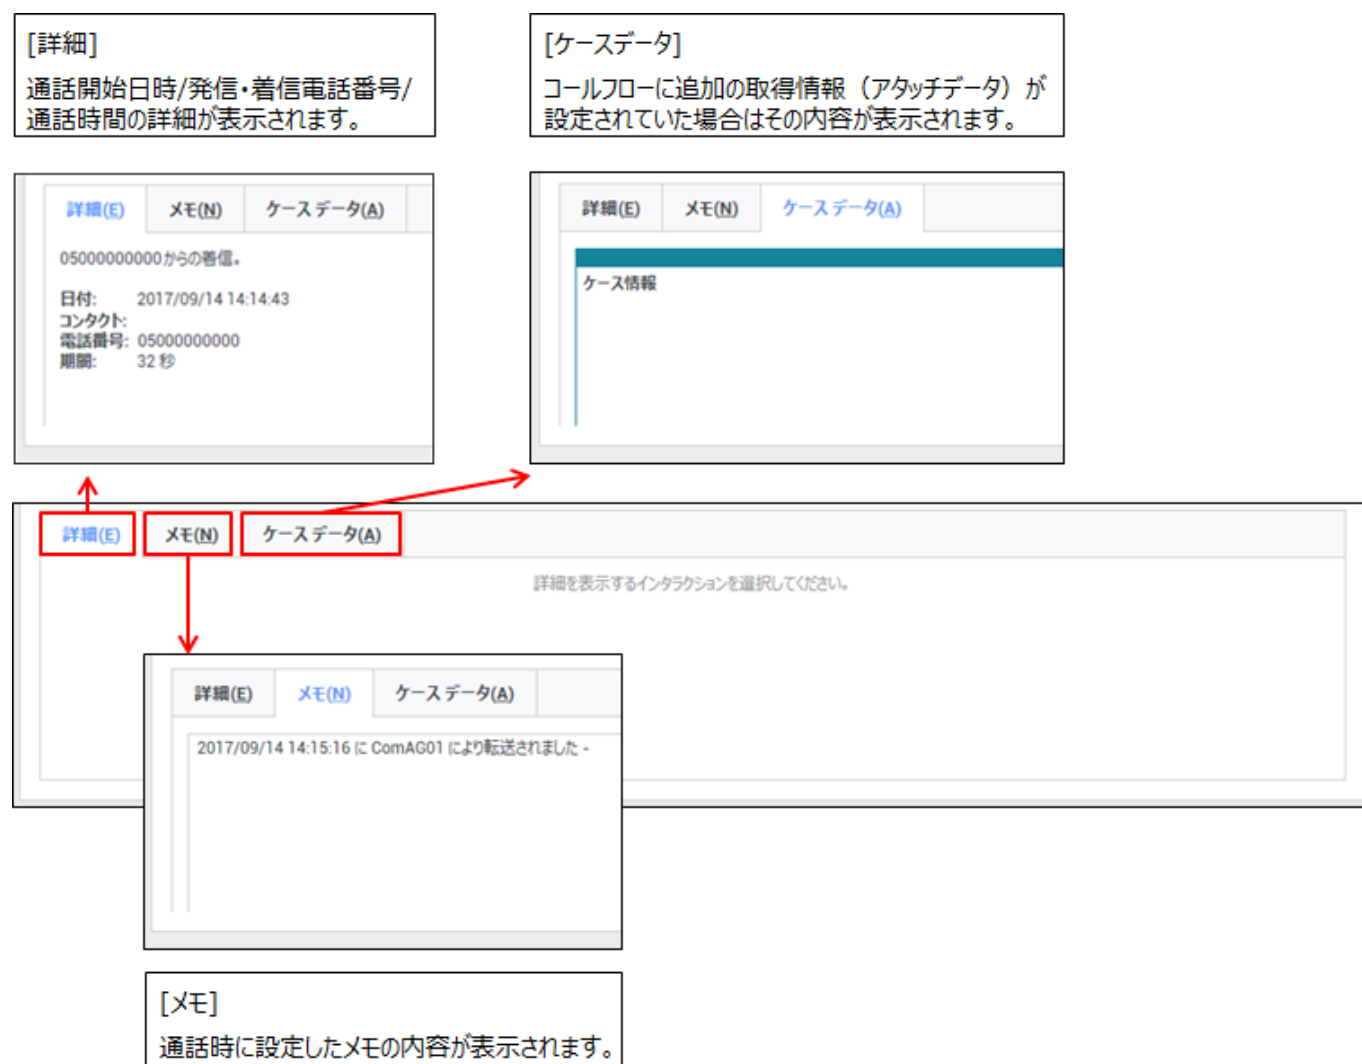 [詳細]
通話開始日時/発信・着信電話番号/
通話時間の詳細が表示されます。
[ケースデータ]
コールフローに追加の取得情報（アタッチデータ）が
設定されていた場合はその内容が表示されます。
詳細(E) メモ(N) ケース データ(A)
05000000000からの着信。
日付: 2017/09/14 14:14:43
コンタクト:
電話番号: 05000000000
期間: 32 秒
詳細(E) メモ(N) ケース データ(A)
ケース情報
詳細(E) メモ(N) ケース データ(A)
詳細を表示するインタラクションを選択してください。
詳細(E) メモ(N) ケース データ(A)
2017/09/14 14:15:16 に ComAG01 により転送されました -
[メモ]
通話時に設定したメモの内容が表示されます。